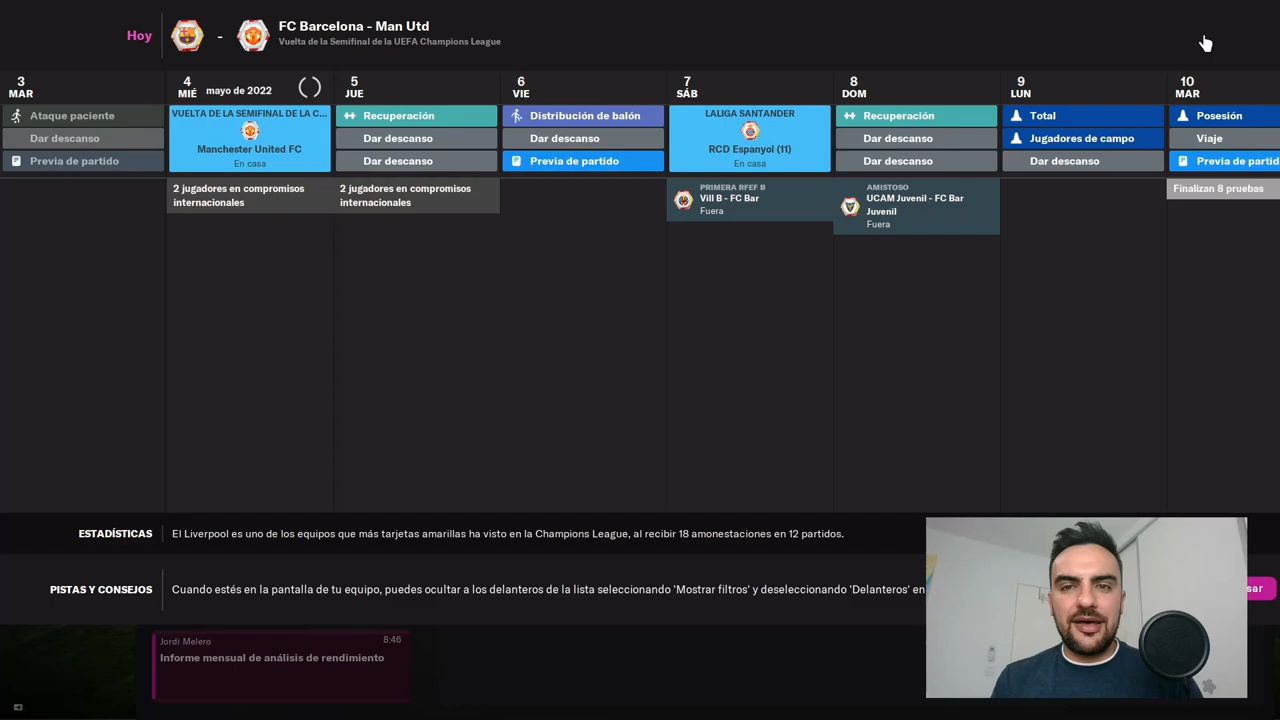 Hoy
-
FC Barcelona - Man Utd
Vuelta de la Semifinal de la UEFA Champions League
3
MAR
4
MIÉ
mayo de 2022
5
JUE
6
VIE
7
SÁB
8
DOM
9
LUN
10
MAR
Ataque paciente
Dar descanso
Previa de partido
VUELTA DE LA SEMIFINAL DE LA C...
Manchester United FC
En casa
2 jugadores en compromisos
internacionales
Recuperación
Dar descanso
Dar descanso
2 jugadores en compromisos
internacionales
Distribución de balón
Dar descanso
Previa de partido
LALIGA SANTANDER
RCD Espanyol (11)
En casa
PRIMERA RFEF B
Vill B - FC Bar
Fuera
Recuperación
Dar descanso
Dar descanso
AMISTOSO
UCAM Juvenil - FC Bar
Juvenil
Fuera
Total
Jugadores de campo
Dar descanso
Posesión
Viaje
Previa de partid
Finalizan 8 pruebas
ESTADÍSTICAS
El Liverpool es uno de los equipos que más tarjetas amarillas ha visto en la Champions League, al recibir 18 amonestaciones en 12 partidos.
PISTAS Y CONSEJOS
Cuando estés en la pantalla de tu equipo, puedes ocultar a los delanteros de la lista seleccionando 'Mostrar filtros' y deseleccionando 'Delanteros' en
sar
Jordi Melero
8:46
Informe mensual de análisis de rendimiento